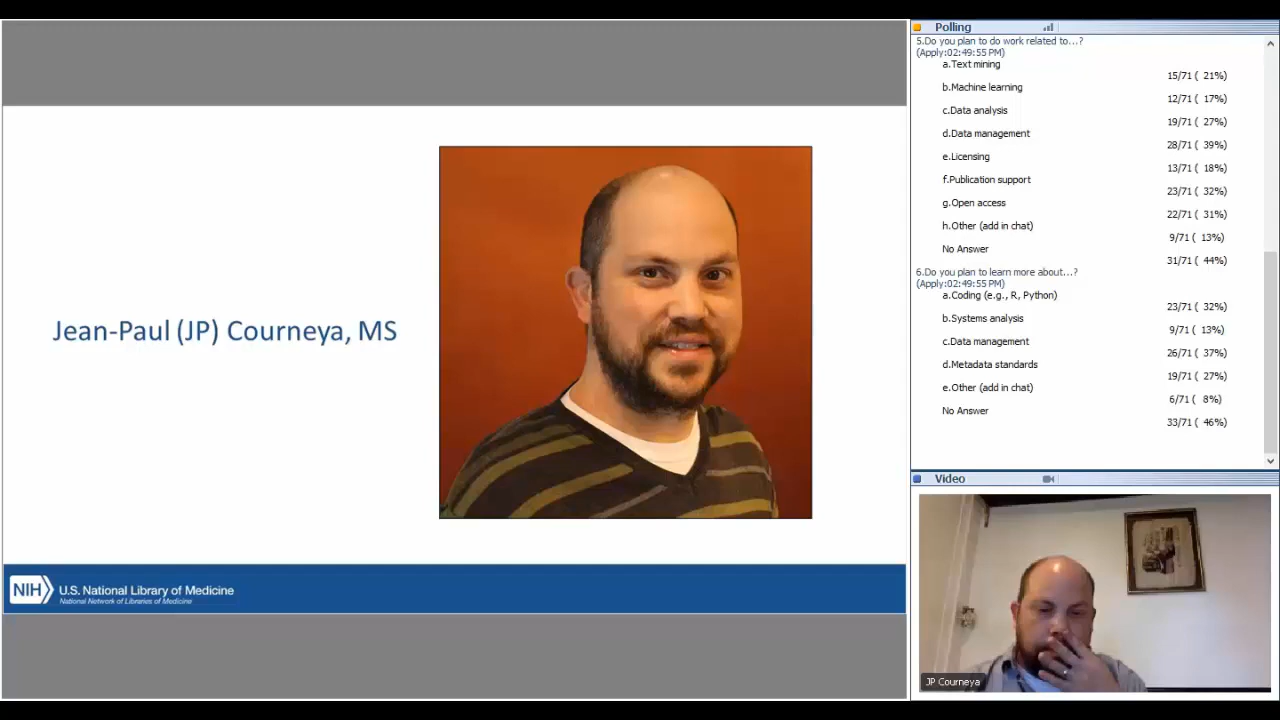 Jean-Paul (JP) Courneya, MS
NIH U.S. National Library of Medicine
National Network of Libraries of Medicine
Polling
5.Do you plan to do work related to...?
(Apply:02:49:55 PM)
a.Text mining
15/71 ( 21%)
b.Machine learning
12/71 ( 17%)
c.Data analysis
19/71 ( 27%)
d.Data management
28/71 ( 39%)
e.Licensing
13/71 ( 18%)
f.Publication support
23/71 ( 32%)
g.Open access
22/71 ( 31%)
h.Other (add in chat)
9/71 ( 13%)
No Answer
31/71 ( 44%)
6.Do you plan to learn more about...?
(Apply:02:49:55 PM)
a.Coding (e.g., R, Python)
23/71 ( 32%)
b.Systems analysis
9/71 ( 13%)
c.Data management
26/71 ( 37%)
d.Metadata standards
19/71 ( 27%)
e.Other (add in chat)
6/71 ( 8%)
No Answer
33/71 ( 46%)
Video
JP Courneya